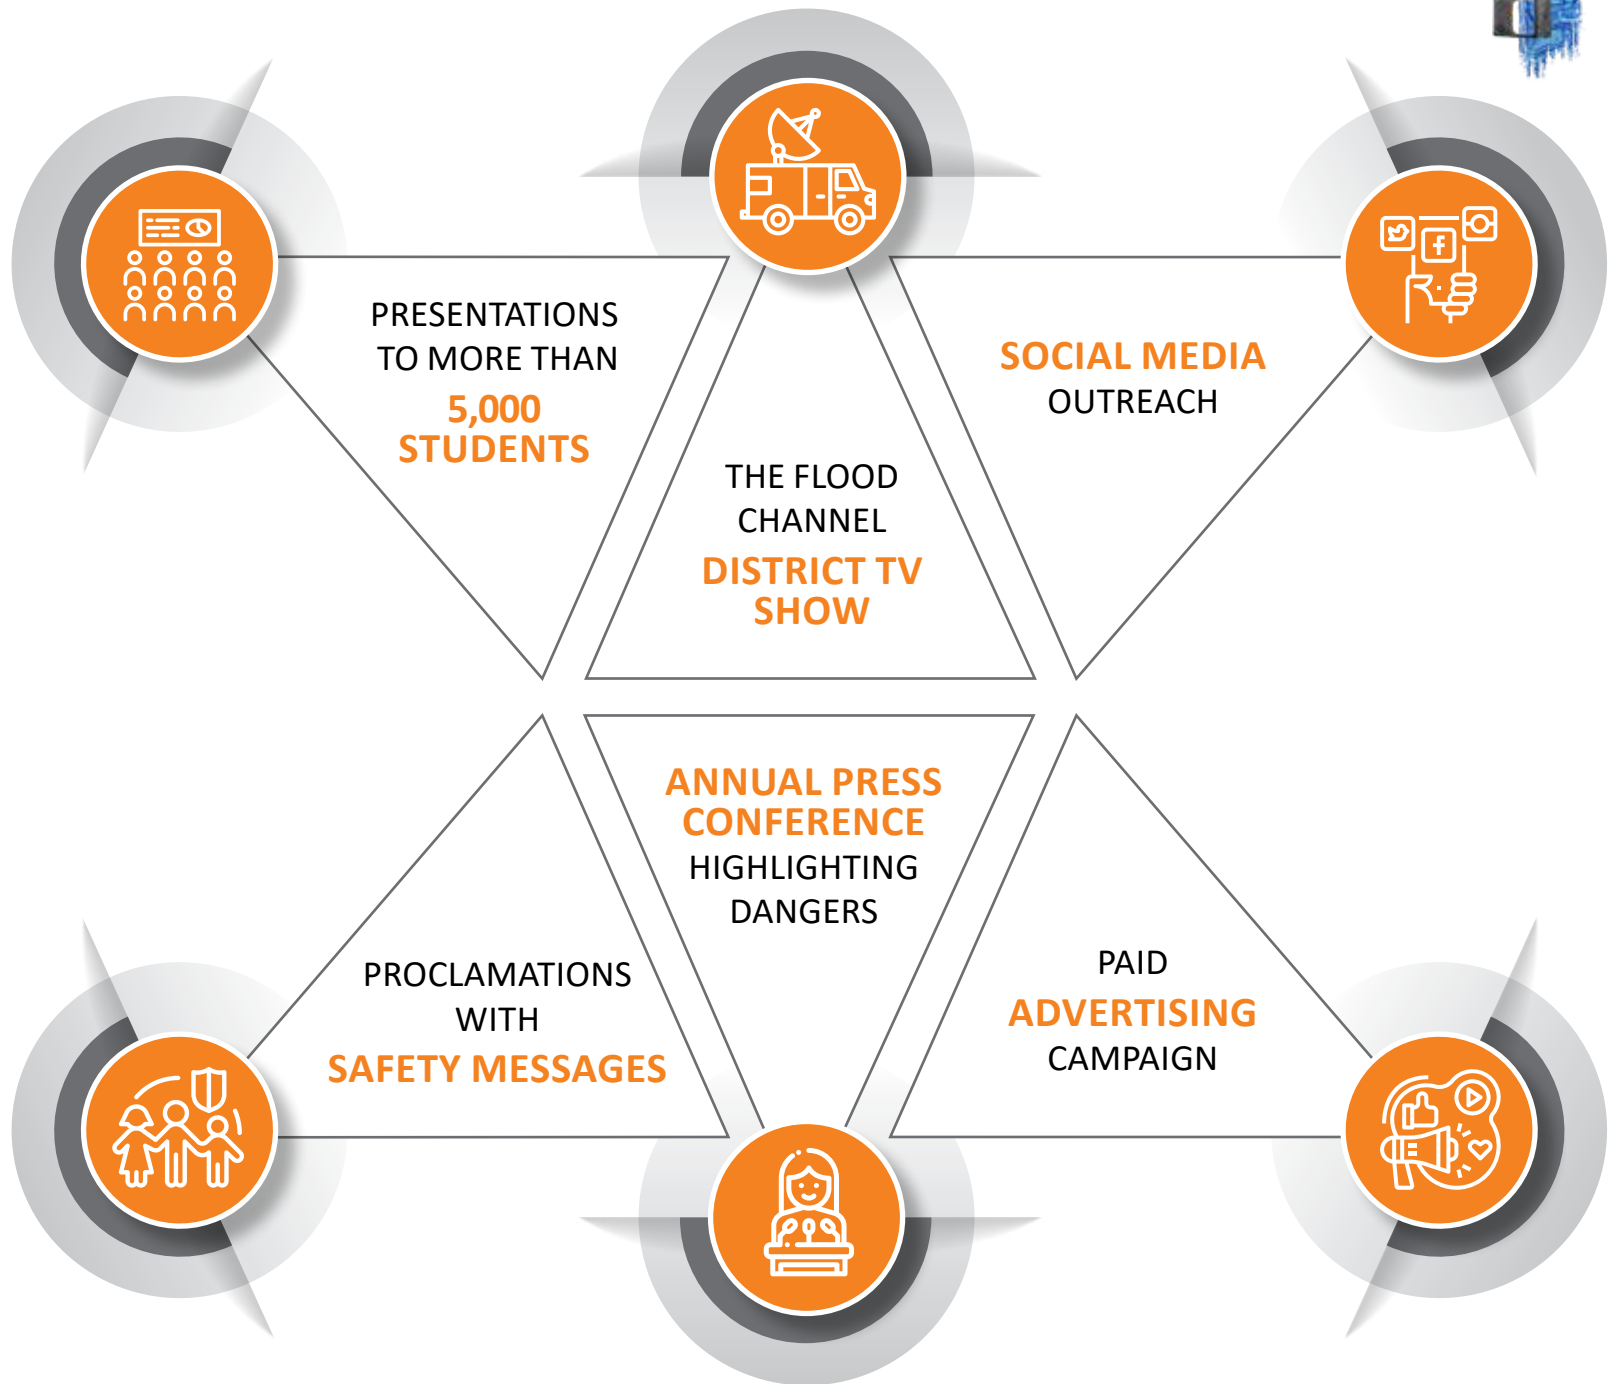 PRESENTATIONS
TO MORE THAN
5,000
STUDENTS
THE FLOOD
CHANNEL
DISTRICT TV
SHOW
SOCIAL MEDIA
OUTREACH
PROCLAMATIONS
WITH
SAFETY MESSAGES
ANNUAL PRESS
CONFERENCE
HIGHLIGHTING
DANGERS
PAID
ADVERTISING
CAMPAIGN